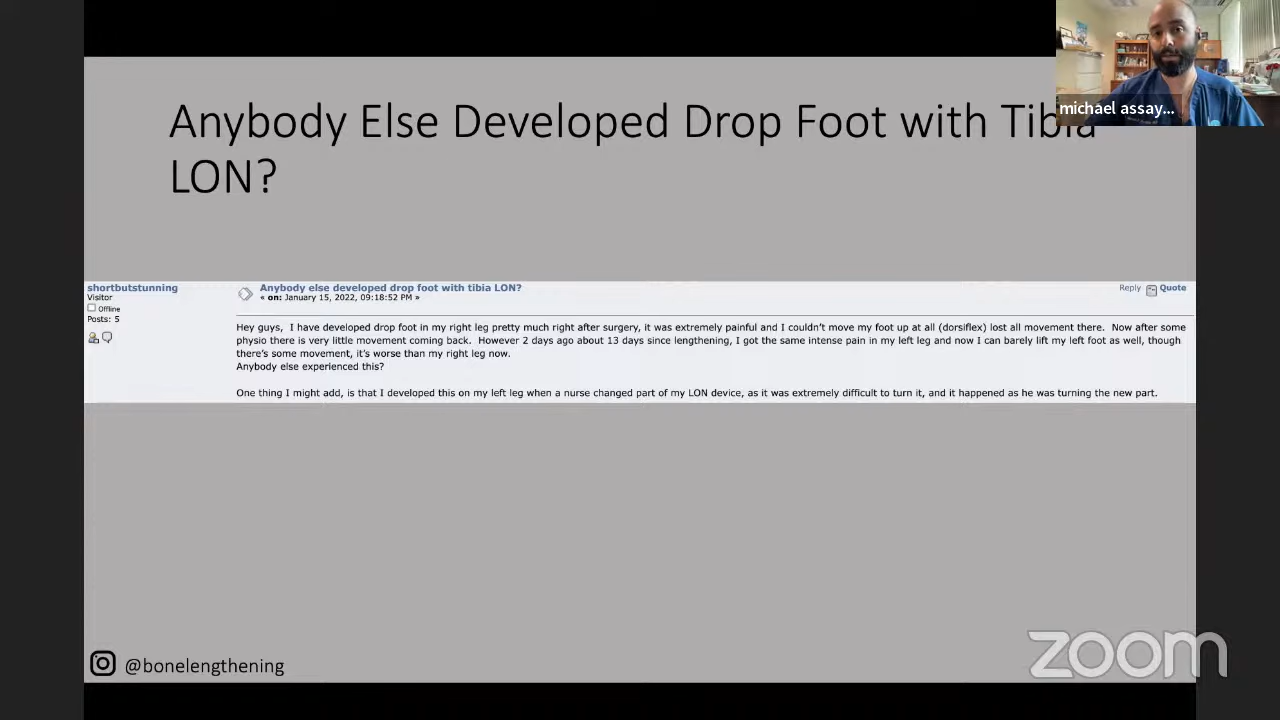 michael assay...
Anybody Else Developed Drop Foot with Tibia
LON?
shortbutstunning
Visitor
Offline
Posts: 5
Anybody else developed drop foot with tibia LON?
« on: January 15, 2022, 09:18:52 PM »
Reply Quote
Hey guys,  I have developed drop foot in my right leg pretty much right after surgery, it was extremely painful and I couldn't move my foot up at all (dorsiflex) lost all movement there.  Now after some
physio there is very little movement coming back.  However 2 days ago about 13 days since lengthening, I got the same intense pain in my left leg and now I can barely lift my left foot as well, though
there's some movement, it's worse than my right leg now.
Anybody else experienced this?
One thing I might add, is that I developed this on my left leg when a nurse changed part of my LON device, as it was extremely difficult to turn it, and it happened as he was turning the new part.
@bonelengthening
zoom